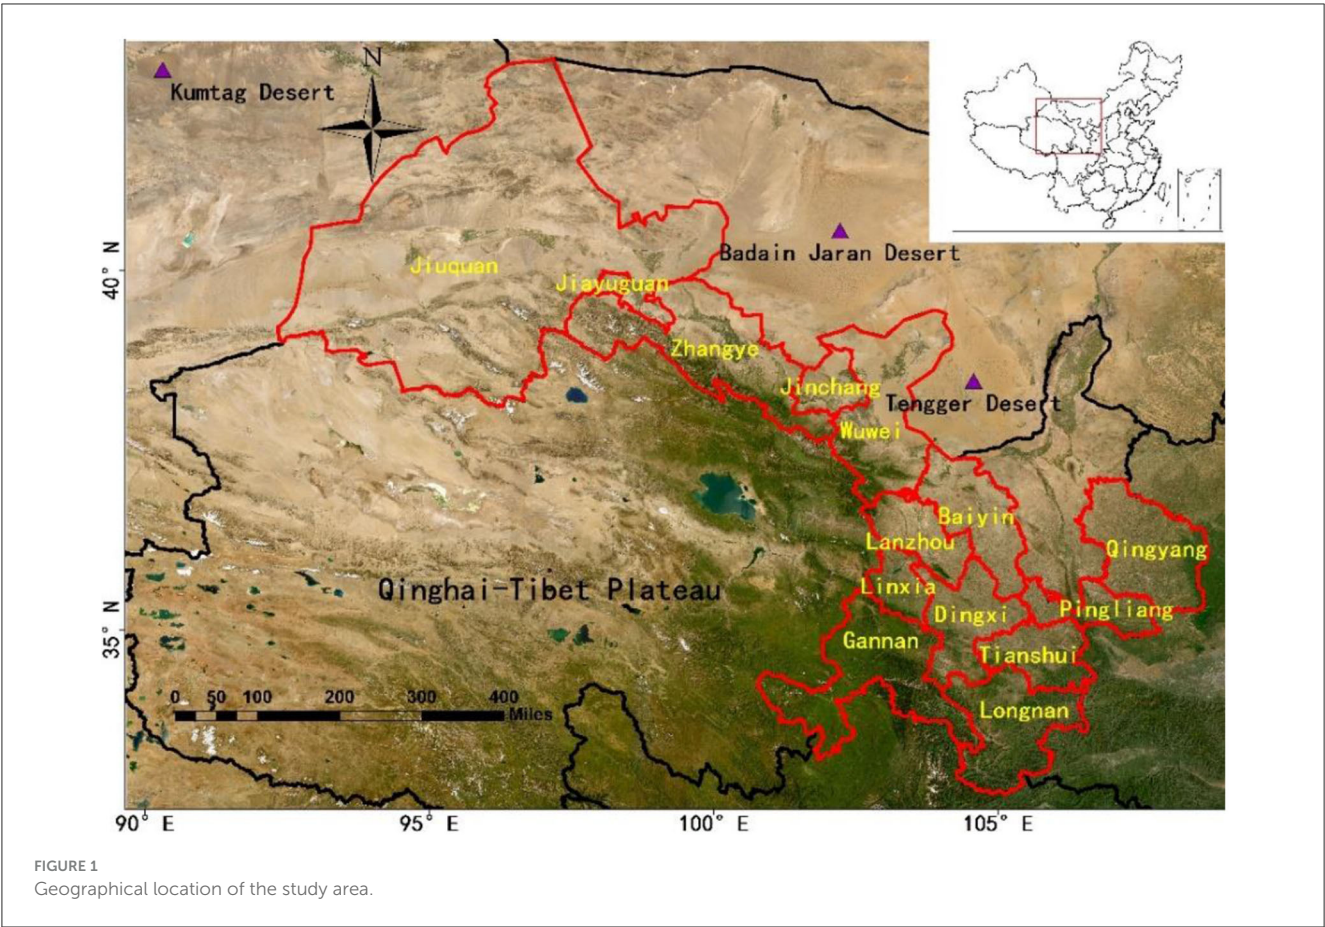 N
Kumtag Desert
Badain Jaran Desert
40° N
Jiuquan
Jiayuguan
Zhangye
Jinchang
Tengger Desert
Wuwei
Baiyin
Lanzhou
Qingyang
Linxia
Qinghai-Tibet Plateau
35° N
Dingxi
Pingliang
Gannan
Tianshui
Longnan
0 50 100 200 300 400
Miles
90° E 95° E 100° E 105° E
FIGURE 1
Geographical location of the study area.